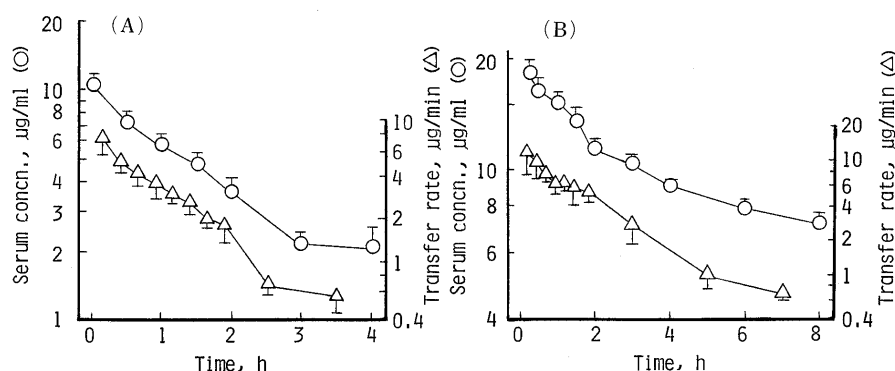 (A)
Serum concn., μg/ml (○)
20
10
8
6
4
3
2
1
0 1 2 3 4
Time, h
10
6
4
2
1
0.4
Transfer rate, μg/min (△)
(B)
Serum concn., μg/ml (○)
20
10
8
6
4
0 2 4 6 8
Time, h
20
10
6
4
2
1
0.4
Transfer rate, μg/min (△)